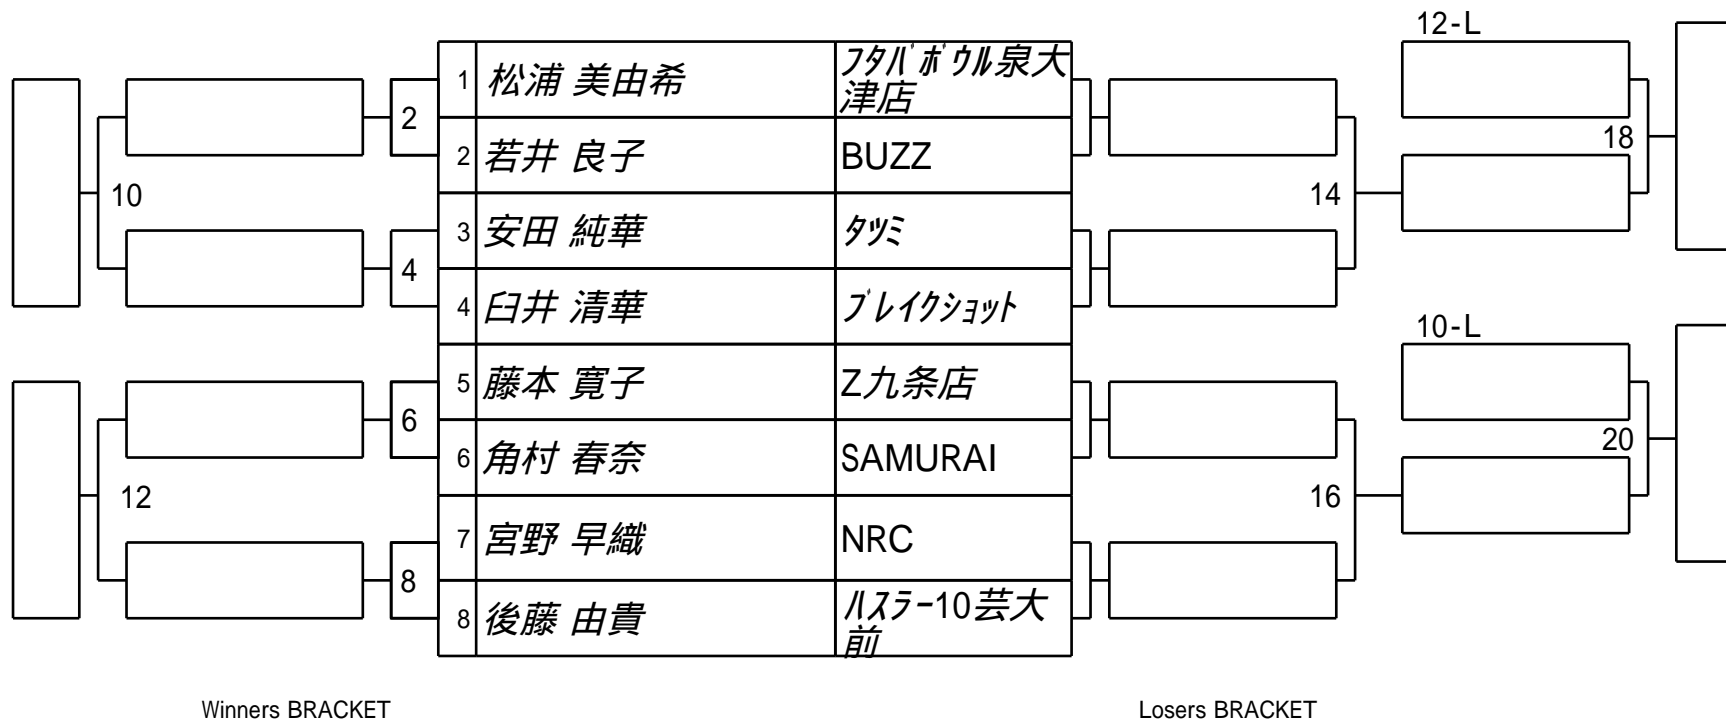 12-L
1 松浦 美由希 ﾌﾀﾊﾞﾎﾞｳﾙ泉大
津店
2
18
2 若井 良子 BUZZ
10
14
3 安田 純華 ﾀﾂﾐ
4
4 臼井 清華 ﾌﾞﾚｲｸｼｮｯﾄ
10-L
5 藤本 寛子 Z九条店
6
20
6 角村 春奈 SAMURAI
12
16
7 宮野 早織 NRC
8
8 後藤 由貴 ﾊｽﾗｰ10芸大
前
Winners BRACKET
Losers BRACKET